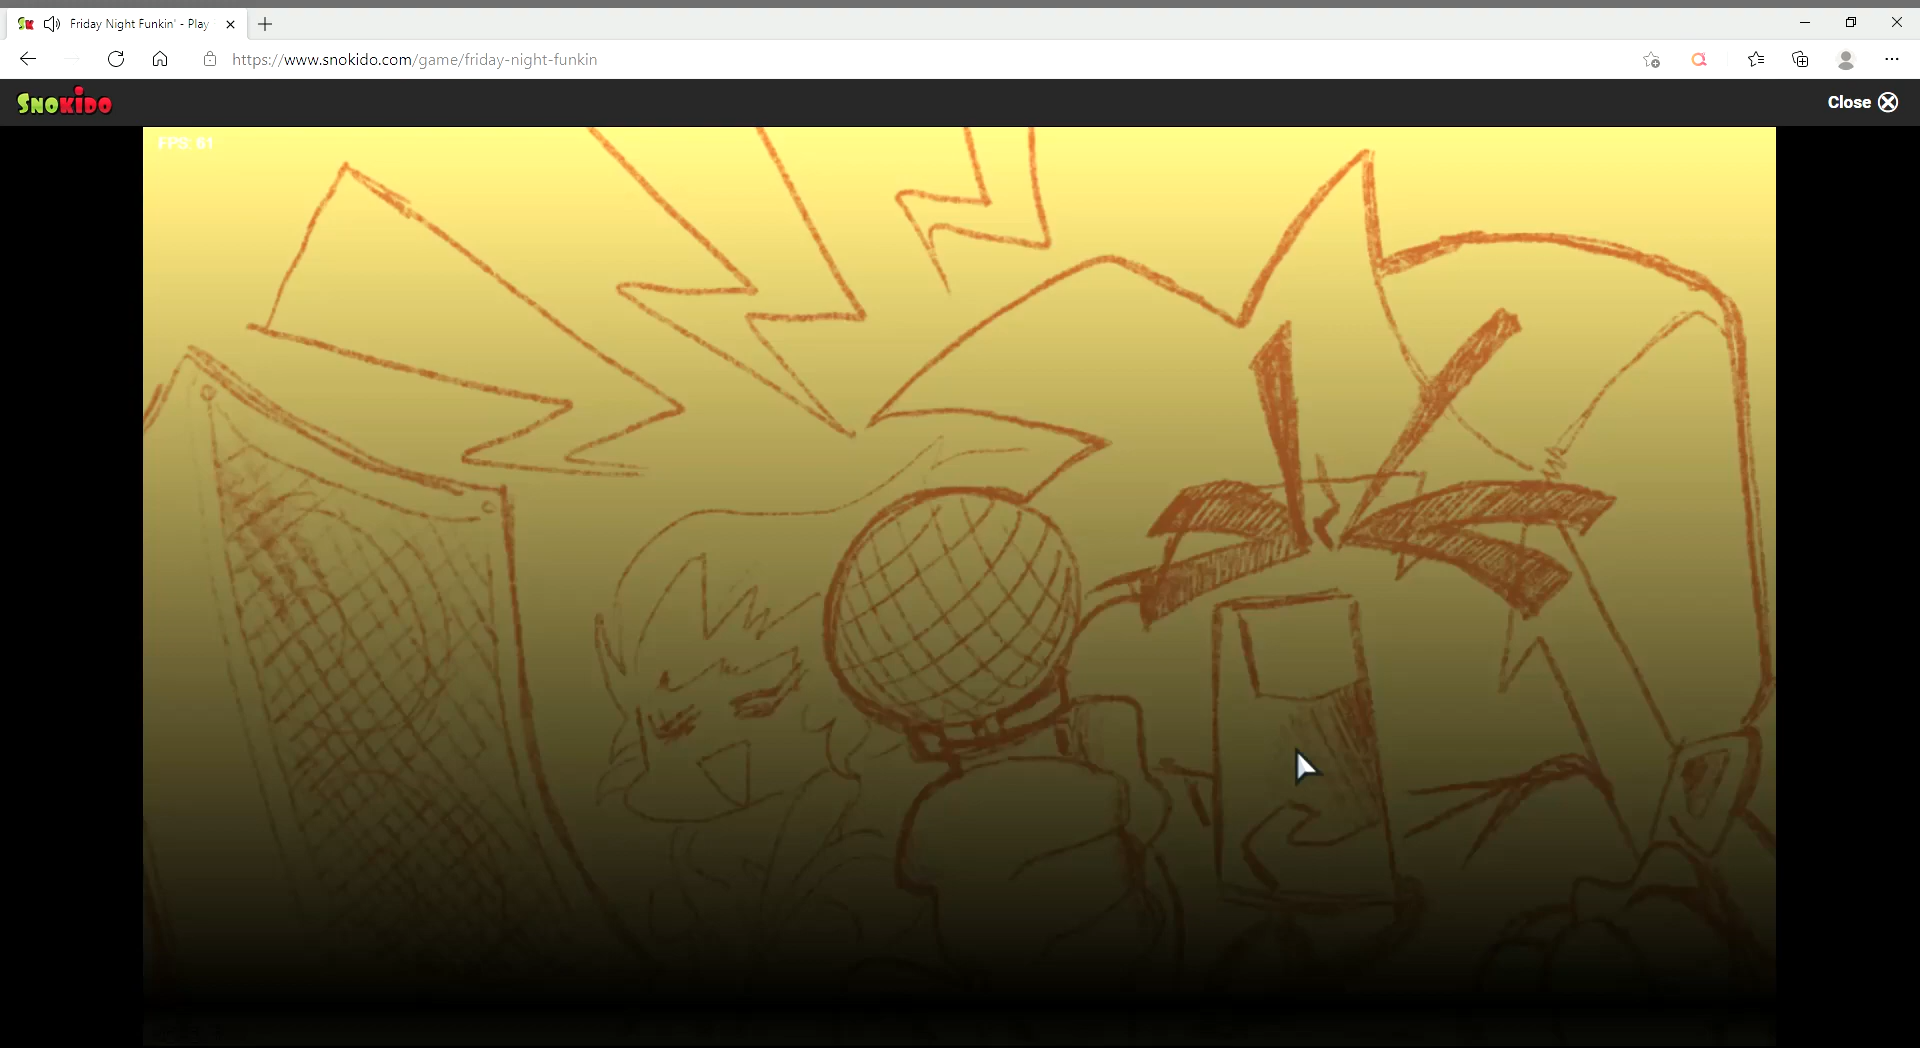 Friday Night Funkin' - Play
https://www.snokido.com/game/friday-night-funkin
SNOKIDO
Close
FPS: 61